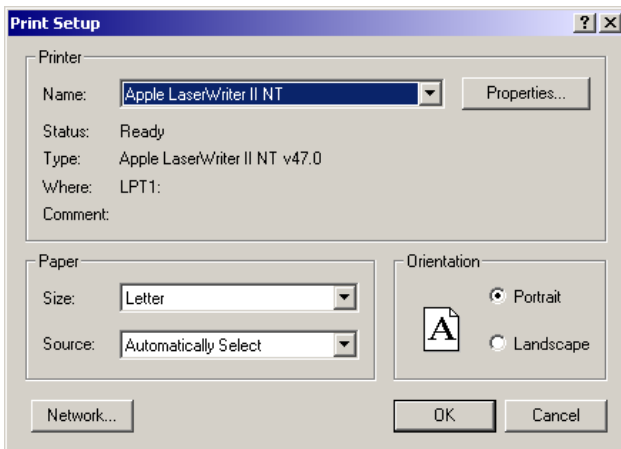 Print Setup
Printer
Name: Apple LaserWriter II NT Properties...
Status: Ready
Type: Apple LaserWriter II NT v47.0
Where: LPT1:
Comment:
Paper
Size: Letter
Source: Automatically Select
Orientation
A
Portrait
Landscape
Network... OK Cancel